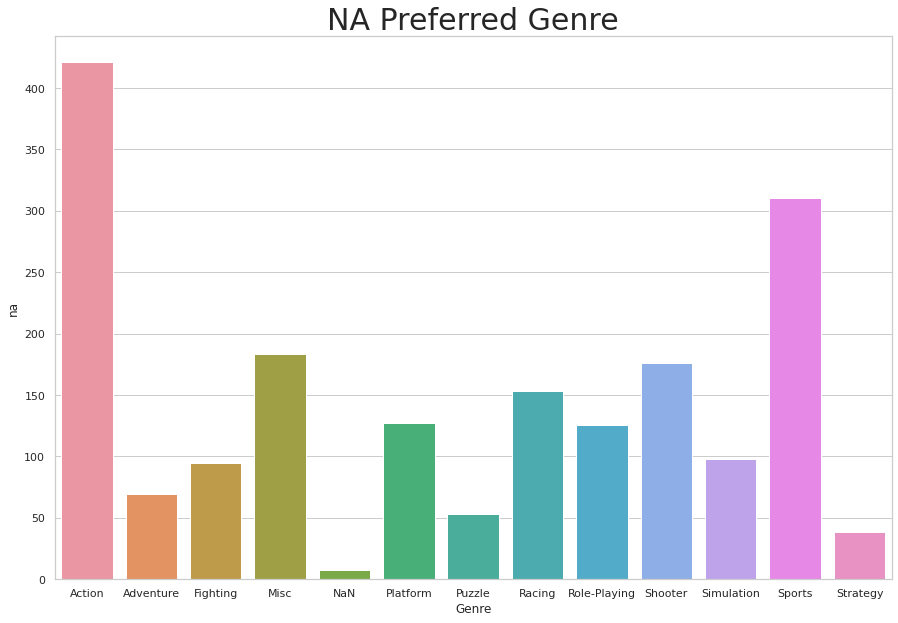 NA Preferred Genre
na
400
350
300
250
200
150
100
50
0
Action Adventure Fighting Misc NaN Platform Puzzle Racing Role-Playing Shooter Simulation Sports Strategy
Genre